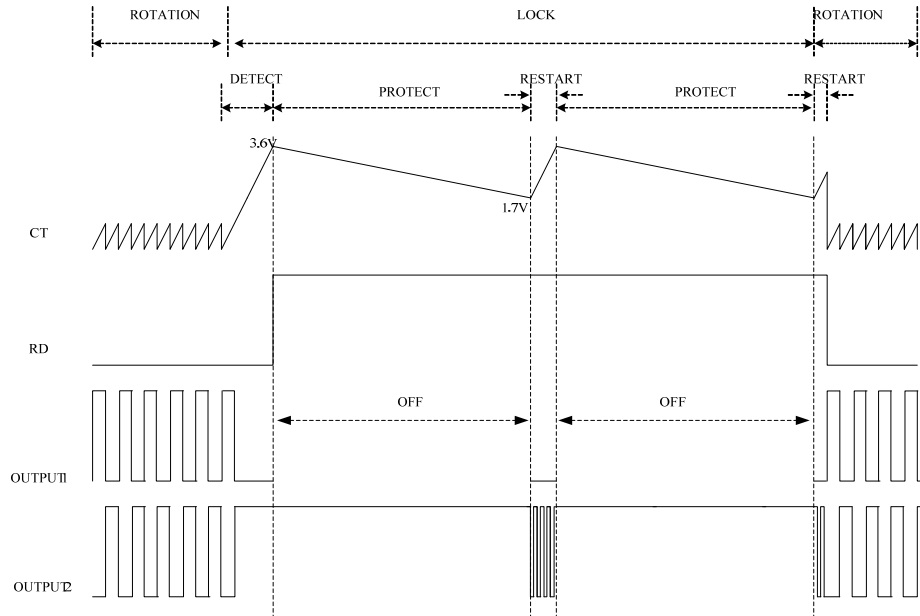 ROTATION LOCK ROTATION
DETECT PROTECT RESTART PROTECT RESTART
3.6V
1.7V
CT
RD
OFF OFF
OUTPUT1
OUTPUT2